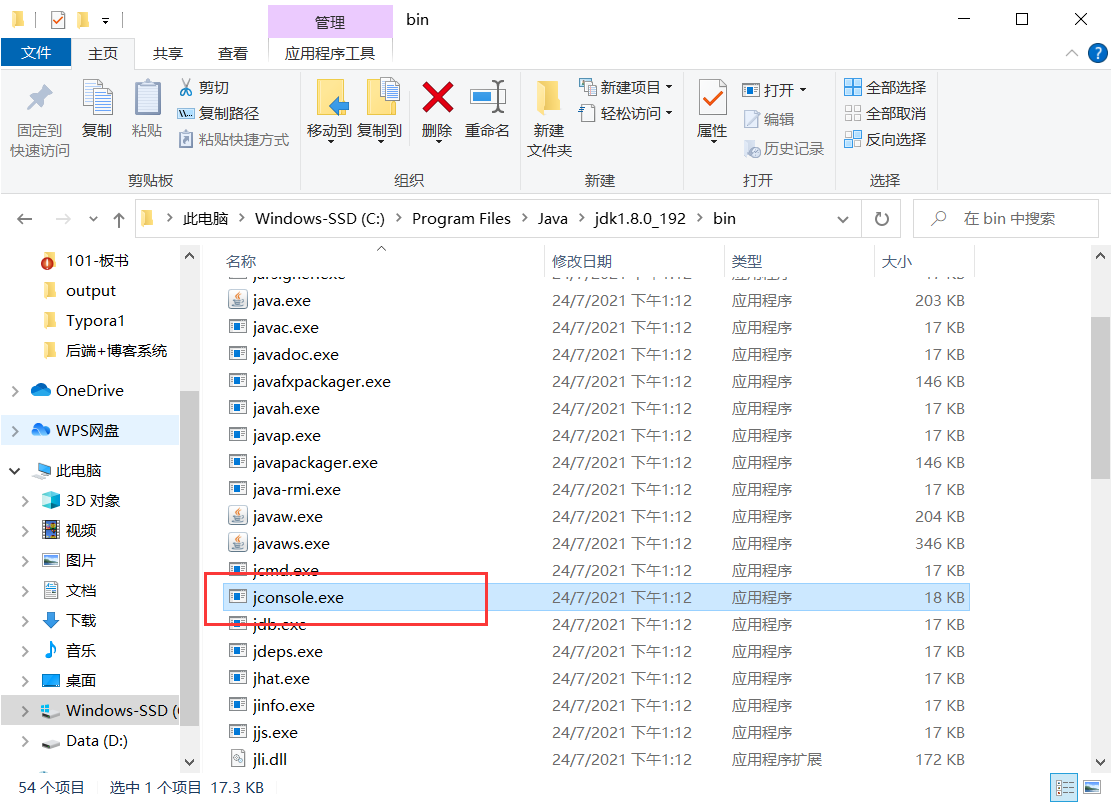 管理
bin
文件
主页
共享
查看
应用程序工具
固定到
快速访问
复制
粘贴
剪切
复制路径
粘贴快捷方式
剪贴板
移动到
复制到
删除
重命名
组织
新建
文件夹
新建项目
轻松访问
新建
属性
打开
编辑
历史记录
打开
全部选择
全部取消
反向选择
选择
此电脑 > Windows-SSD (C:) > Program Files > Java > jdk1.8.0_192 > bin
在 bin 中搜索
101-板书
output
Typora1
后端+博客系统
OneDrive
WPS网盘
此电脑
3D 对象
视频
图片
文档
下载
音乐
桌面
Windows-SSD (
Data (D:)
名称 修改日期 类型 大小
jarsigner.exe 24/7/2021 下午1:12 应用程序 17 KB
java.exe 24/7/2021 下午1:12 应用程序 203 KB
javac.exe 24/7/2021 下午1:12 应用程序 17 KB
javadoc.exe 24/7/2021 下午1:12 应用程序 17 KB
javafxpackager.exe 24/7/2021 下午1:12 应用程序 146 KB
javah.exe 24/7/2021 下午1:12 应用程序 17 KB
javap.exe 24/7/2021 下午1:12 应用程序 17 KB
javapackager.exe 24/7/2021 下午1:12 应用程序 146 KB
java-rmi.exe 24/7/2021 下午1:12 应用程序 17 KB
javaw.exe 24/7/2021 下午1:12 应用程序 204 KB
javaws.exe 24/7/2021 下午1:12 应用程序 346 KB
jcmd.exe 24/7/2021 下午1:12 应用程序 17 KB
jconsole.exe 24/7/2021 下午1:12 应用程序 18 KB
jdb.exe 24/7/2021 下午1:12 应用程序 17 KB
jdeps.exe 24/7/2021 下午1:12 应用程序 17 KB
jhat.exe 24/7/2021 下午1:12 应用程序 17 KB
jinfo.exe 24/7/2021 下午1:12 应用程序 17 KB
jjs.exe 24/7/2021 下午1:12 应用程序 17 KB
jli.dll 24/7/2021 下午1:12 应用程序扩展 172 KB
54 个项目
选中 1 个项目 17.3 KB